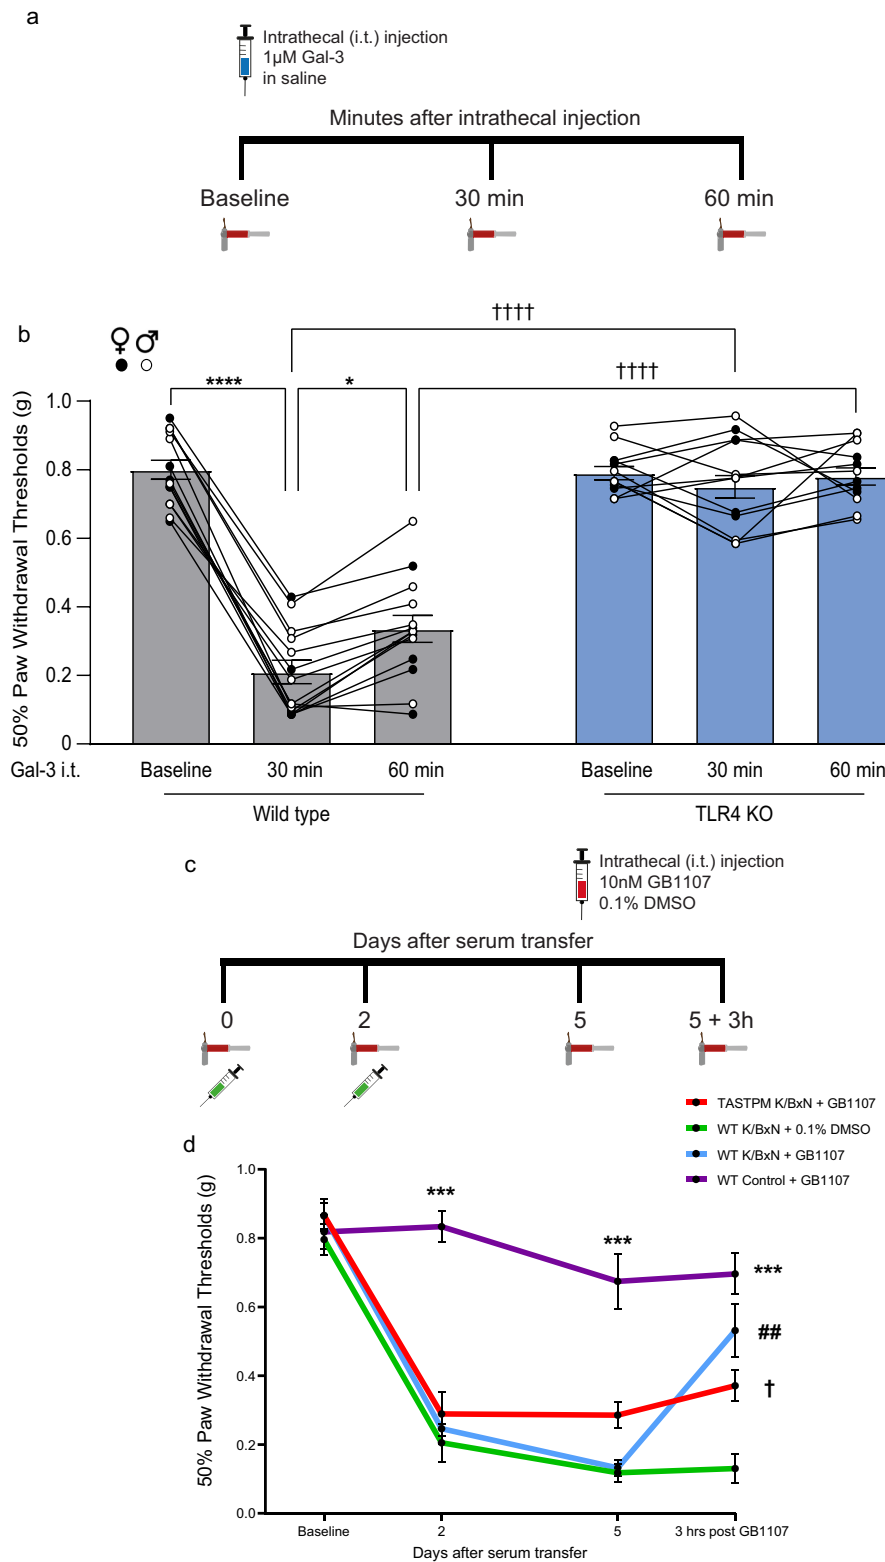 a
Intrathecal (i.t.) injection
1µM Gal-3
in saline
Minutes after intrathecal injection
Baseline 30 min 60 min
b
♀♂
††††
**** * ††††
50% Paw Withdrawal Thresholds (g)
1.0
0.8
0.6
0.4
0.2
0
Gal-3 i.t. Baseline 30 min 60 min Baseline 30 min 60 min
Wild type TLR4 KO
c
Intrathecal (i.t.) injection
10nM GB1107
0.1% DMSO
Days after serum transfer
0 2 5 5 + 3h
TASTPM K/BxN + GB1107
WT K/BxN + 0.1% DMSO
WT K/BxN + GB1107
WT Control + GB1107
d
50% Paw Withdrawal Thresholds (g)
1.0
0.8
0.6
0.4
0.2
0.0
***
***
***
##
†
Baseline 2 5 3 hrs post GB1107
Days after serum transfer